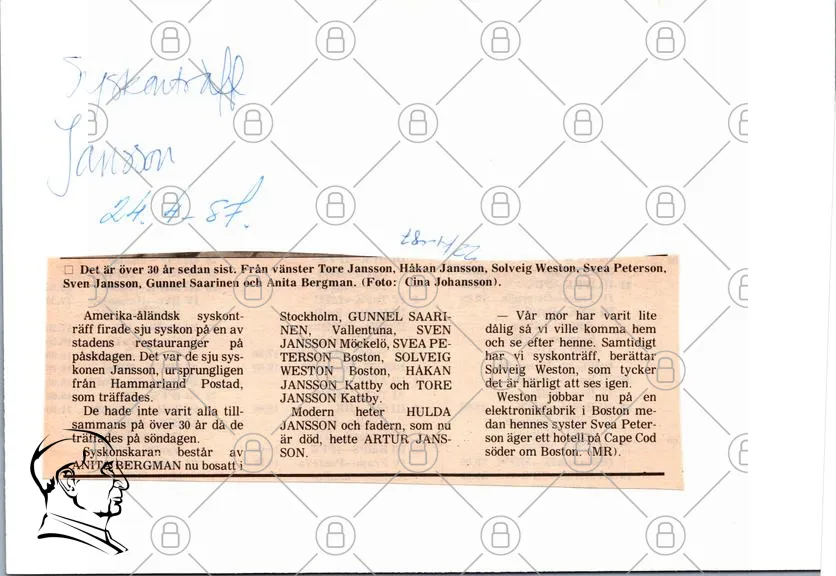 Syskonträff
Jansson
24.4-87.
□ Det är över 30 år sedan sist. Från vänster Tore Jansson, Håkan Jansson, Solveig Weston, Svea Peterson,
Sven Jansson, Gunnel Saarinen och Anita Bergman. (Foto: Cina Johansson).
Amerika-åländsk syskont-
räff firade sju syskon på en av
stadens restauranger på
påskdagen. Det var de sju sys-
konen Jansson, ursprungligen
från Hammarland Postad,
som träffades.
De hade inte varit alla till-
sammans på över 30 år då de
träffades på söndagen.
Syskonskaran består av
ANITA BERGMAN nu bosatt i
Stockholm, GUNNEL SAARI-
NEN, Vallentuna, SVEN
JANSSON Möckelö, SVEA PE-
TERSON Boston, SOLVEIG
WESTON Boston, HÅKAN
JANSSON Kattby och TORE
JANSSON Kattby.
Modern heter HULDA
JANSSON och fadern, som nu
är död, hette ARTUR JANS-
SON.
— Vår mor har varit lite
dålig så vi ville komma hem
och se efter henne. Samtidigt
har vi syskonträff, berättar
Solveig Weston, som tycker
det är härligt att ses igen.
Weston jobbar nu på en
elektronikfabrik i Boston me-
dan hennes syster Svea Peter-
son äger ett hotell på Cape Cod
söder om Boston. (MR).